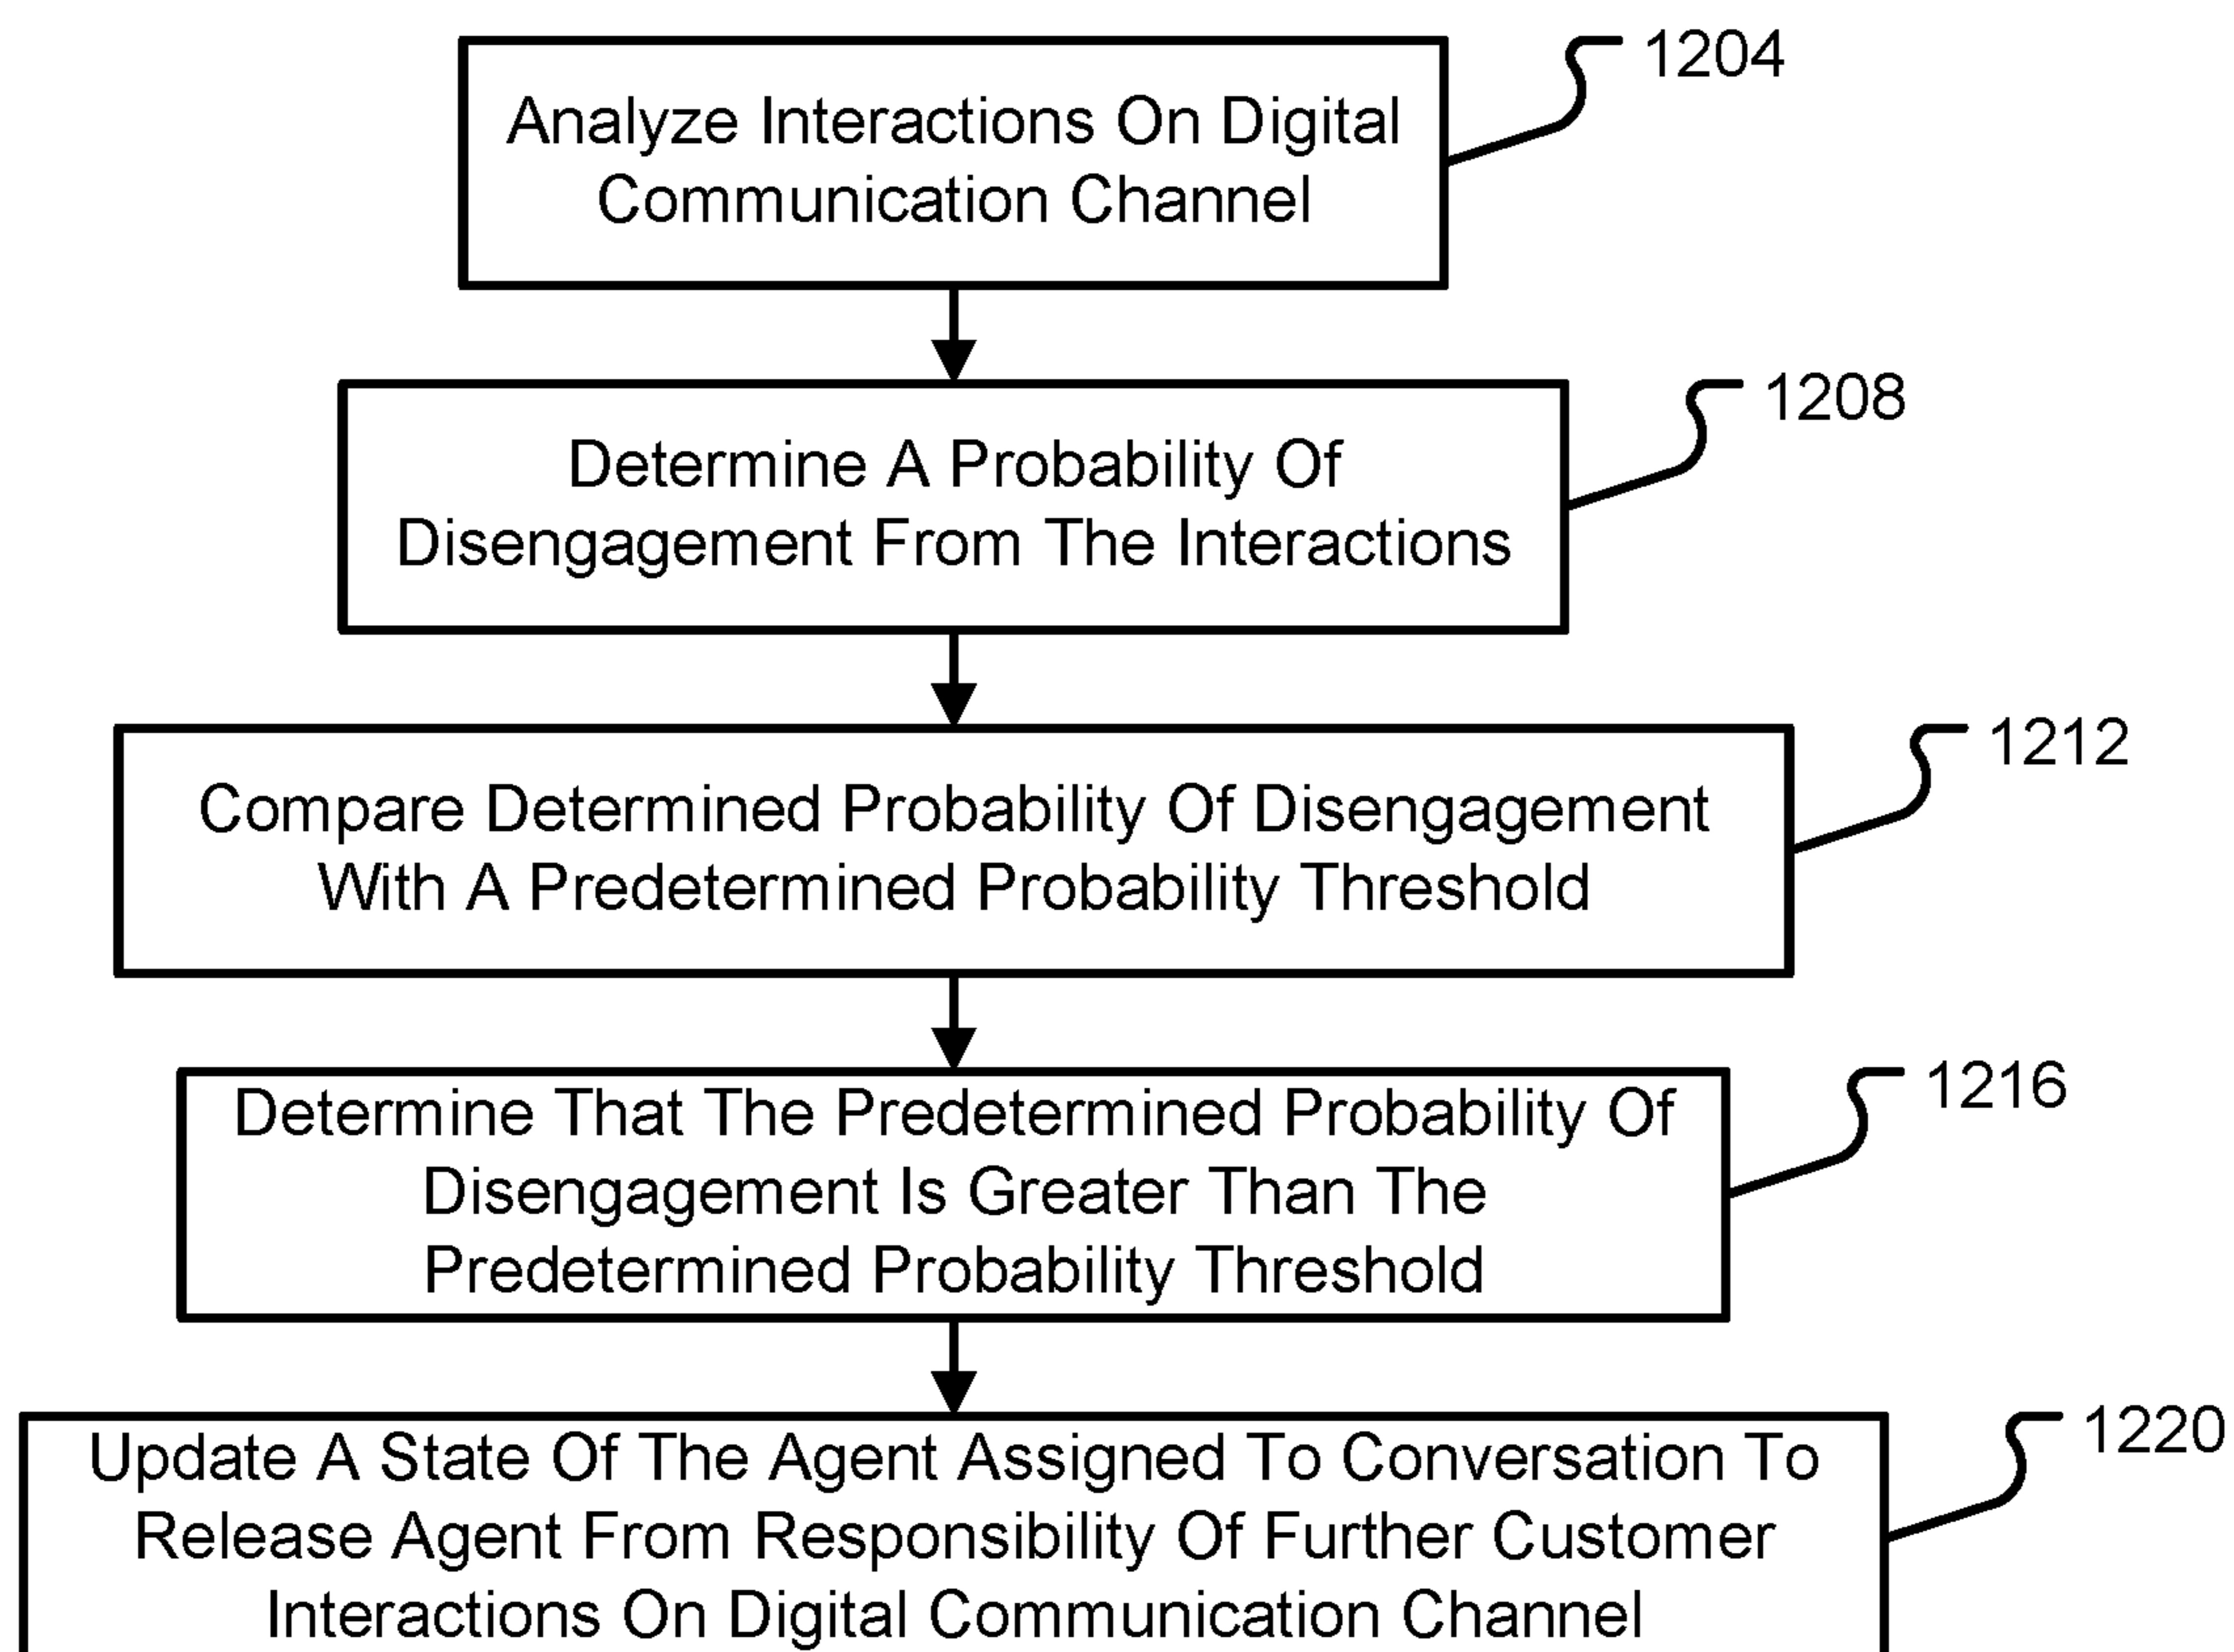 1204
Analyze Interactions On Digital
Communication Channel
1208
Determine A Probability Of
Disengagement From The Interactions
1212
Compare Determined Probability Of Disengagement
With A Predetermined Probability Threshold
1216
Determine That The Predetermined Probability Of
Disengagement Is Greater Than The
Predetermined Probability Threshold
1220
Update A State Of The Agent Assigned To Conversation To
Release Agent From Responsibility Of Further Customer
Interactions On Digital Communication Channel